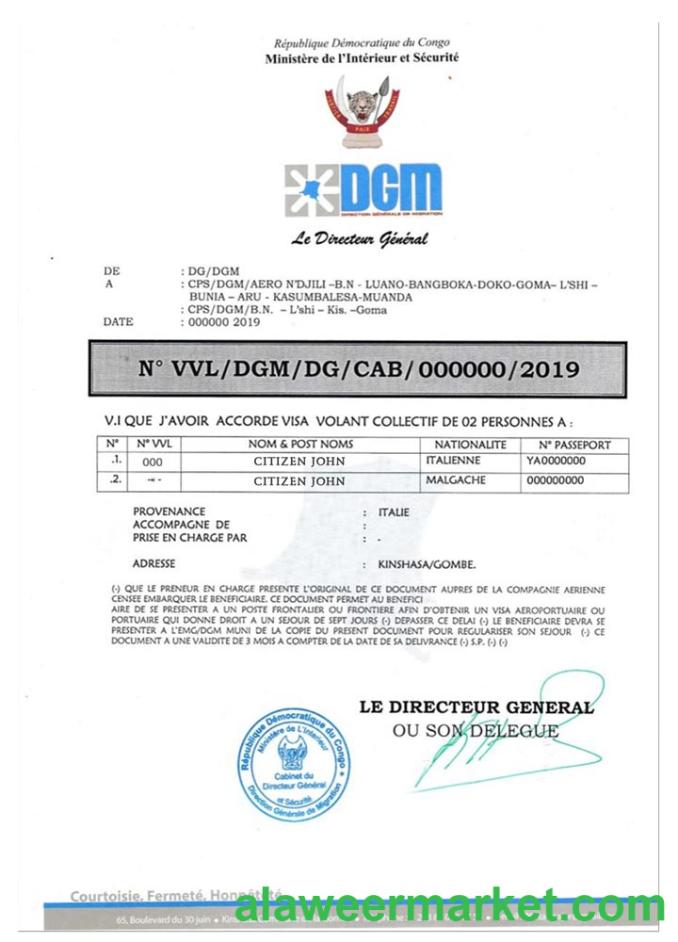 République Démocratique du Congo
Ministère de l'Intérieur et Sécurité
JUSTICE PAIX TRAVAIL
DGM
DIRECTION GÉNÉRALE DE MIGRATION
Le Directeur Général
DE : DG/DGM
A : CPS/DGM/AERO N'DJILI –B.N - LUANO-BANGBOKA-DOKO-GOMA– L'SHI –
BUNIA – ARU - KASUMBALESA-MUANDA
: CPS/DGM/B.N. – L'shi – Kis. –Goma
DATE : 000000 2019
N° VVL/DGM/DG/CAB/000000/2019
V.I QUE J'AVOIR ACCORDE VISA VOLANT COLLECTIF DE 02 PERSONNES A :
N° N° VVL NOM & POST NOMS NATIONALITE N° PASSEPORT
.1. 000 CITIZEN JOHN ITALIENNE YA0000000
.2. -« - CITIZEN JOHN MALGACHE 000000000
PROVENANCE : ITALIE
ACCOMPAGNE DE :
PRISE EN CHARGE PAR : -
ADRESSE : KINSHASA/GOMBE.
(-) QUE LE PRENEUR EN CHARGE PRESENTE L'ORIGINAL DE CE DOCUMENT AUPRES DE LA COMPAGNIE AERIENNE
CENSEE EMBARQUER LE BENEFICIAIRE. CE DOCUMENT PERMET AU BENEFICI
AIRE DE SE PRESENTER A UN POSTE FRONTALIER OU FRONTIERE AFIN D'OBTENIR UN VISA AEROPORTUAIRE OU
PORTUAIRE QUI DONNE DROIT A UN SEJOUR DE SEPT JOURS (-) DEPASSER CE DELAI (-) LE BENEFICIAIRE DEVRA SE
PRESENTER A L'EMG/DGM MUNI DE LA COPIE DU PRESENT DOCUMENT POUR REGULARISER SON SEJOUR (-) CE
DOCUMENT A UNE VALIDITE DE 3 MOIS A COMPTER DE LA DATE DE SA DELIVRANCE (-) S.P. (-) (-)
LE DIRECTEUR GENERAL
OU SON DELEGUE
République Démocratique du Congo
Ministère de L'Intérieur
et Sécurité
Cabinet du
Directeur Général
Direction Générale de Migration
Courtoisie, Fermeté, Honnêteté
alaweermarket.com
65, Boulevard du 30 juin